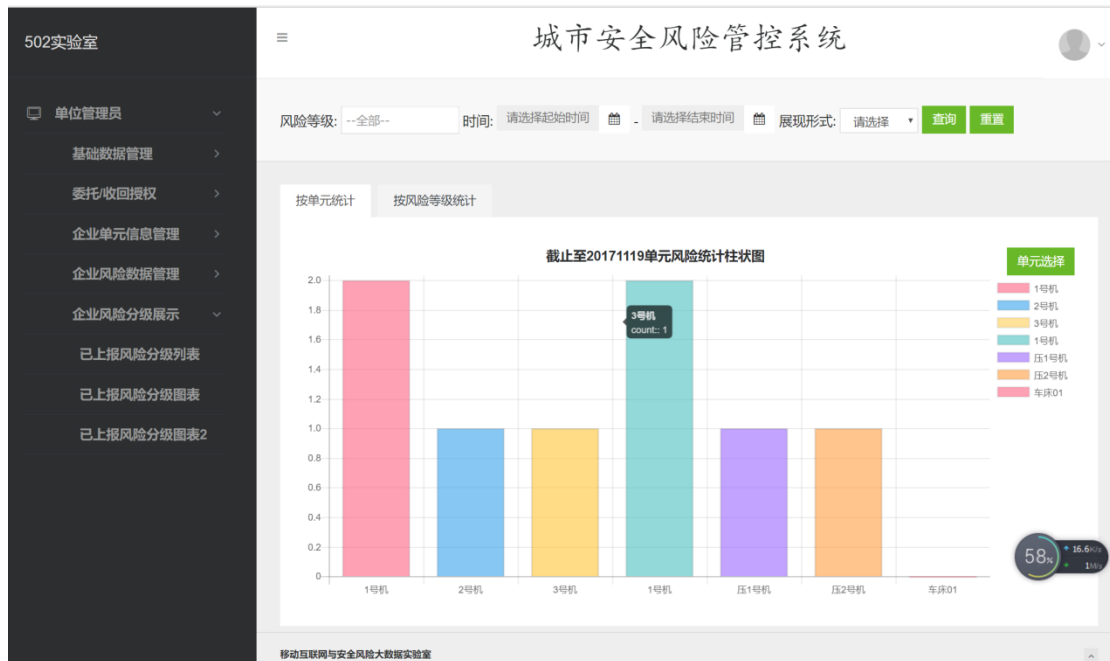 502实验室
城市安全风险管控系统
单位管理员
基础数据管理
委托/收回授权
企业单元信息管理
企业风险数据管理
企业风险分级展示
已上报风险分级列表
已上报风险分级图表
已上报风险分级图表2
风险等级: --全部-- 时间: 请选择起始时间 - 请选择结束时间 展现形式: 请选择 查询 重置
按单元统计 按风险等级统计
截止至20171119单元风险统计柱状图
单元选择
1号机
2号机
3号机
1号机
压1号机
压2号机
车床01
2.0
1.8
1.6
1.4
1.2
1.0
0.8
0.6
0.4
0.2
0
3号机
count:: 1
1号机 2号机 3号机 1号机 压1号机 压2号机 车床01
58%
16.6K/s
1M/s
移动互联网与安全风险大数据实验室